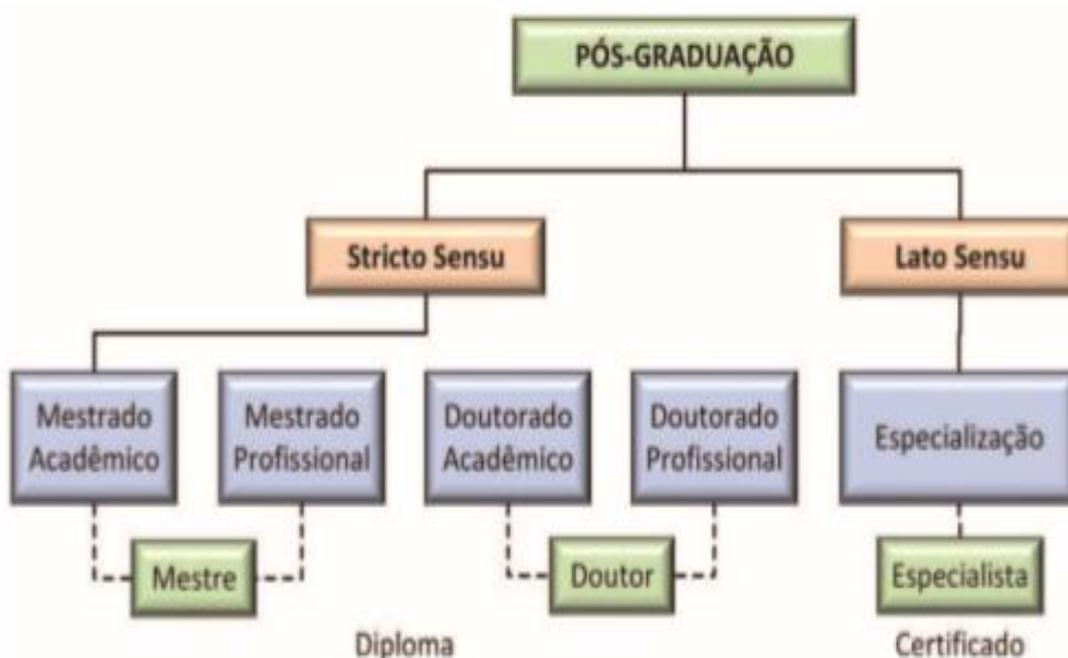 PÓS-GRADUAÇÃO
Stricto Sensu
Lato Sensu
Mestrado
Acadêmico
Mestrado
Profissional
Doutorado
Acadêmico
Doutorado
Profissional
Especialização
Mestre
Doutor
Especialista
Diploma
Certificado